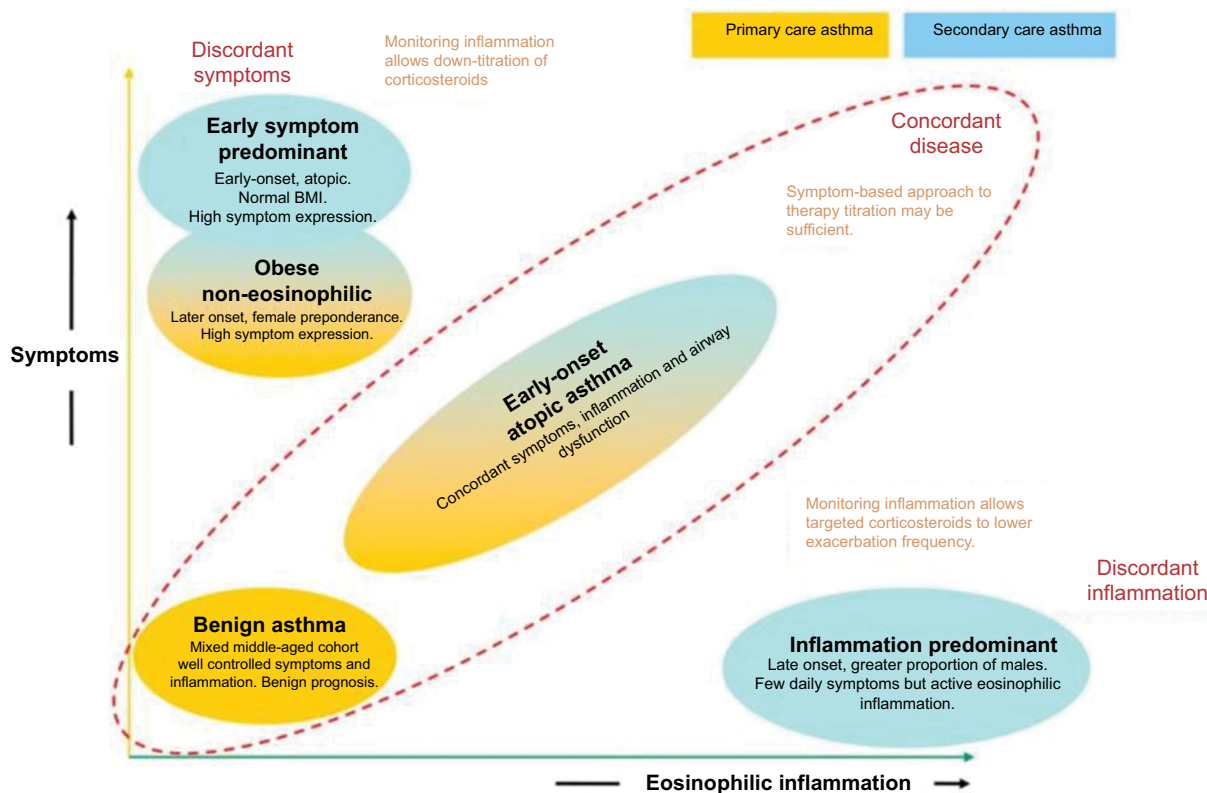 Primary care asthma
Secondary care asthma
Discordant
symptoms
Monitoring inflammation
allows down-titration of
corticosteroids
Early symptom
predominant
Early-onset, atopic.
Normal BMI.
High symptom expression.
Concordant
disease
Symptom-based approach to
therapy titration may be
sufficient.
Obese
non-eosinophilic
Later onset, female preponderance.
High symptom expression.
Symptoms
Early-onset
atopic asthma
Concordant symptoms, inflammation and airway
dysfunction
Monitoring inflammation allows
targeted corticosteroids to lower
exacerbation frequency.
Discordant
inflammation
Benign asthma
Mixed middle-aged cohort
well controlled symptoms and
inflammation. Benign prognosis.
Inflammation predominant
Late onset, greater proportion of males.
Few daily symptoms but active eosinophilic
inflammation.
Eosinophilic inflammation